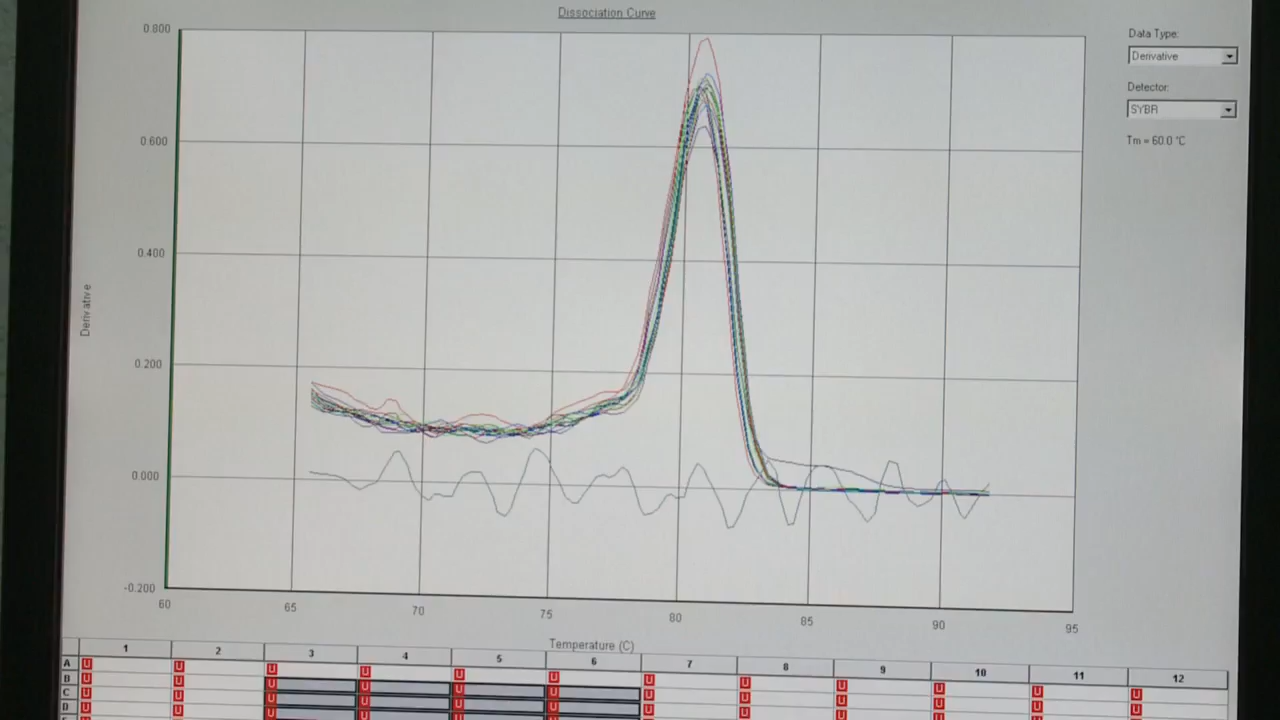 Dissociation Curve
Data Type:
Derivative
Detector:
SYBR
Tm = 60.0 °C
0.800
0.600
0.400
0.200
0.000
-0.200
Derivative
60 65 70 75 80 85 90 95
Temperature (C)
1 2 3 4 5 6 7 8 9 10 11 12
A U U U U U U U U U U U U
B U U U U U U U U U U U U
C U U U U U U U U U U U U
D U U U U U U U U U U U U